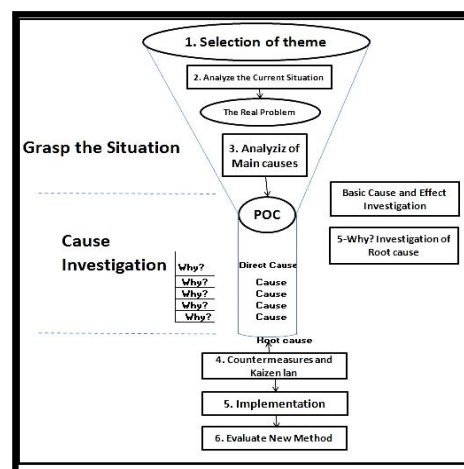 1. Selection of theme
2. Analyze the Current Situation
The Real Problem
Grasp the Situation
3. Analyziz of
Main causes
POC
Basic Cause and Effect
Investigation
5-Why? Investigation of
Root cause
Cause
Investigation
Why?
Why?
Why?
Why?
Why?
Direct Cause
Cause
Cause
Cause
Cause
Root cause
4. Countermeasures and
Kaizen lan
5. Implementation
6. Evaluate New Method